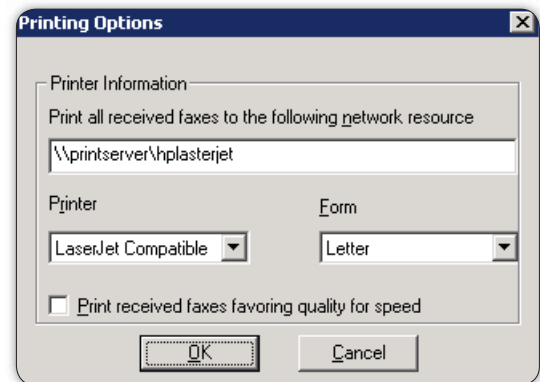 Printing Options
Printer Information
Print all received faxes to the following network resource
\\printserver\hplasterjet
Printer Form
LaserJet Compatible Letter
Print received faxes favoring quality for speed
OK Cancel